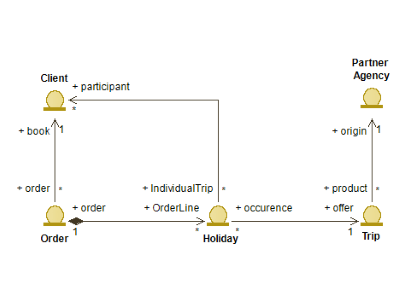 Partner
Agency
Client
+ participant
*
1
+ book
+ origin
1
+ order
*
+ IndividualTrip
*
+ product
*
+ order
+ OrderLine
+ occurence
+ offer
1
*
*
1
Order
Holiday
Trip